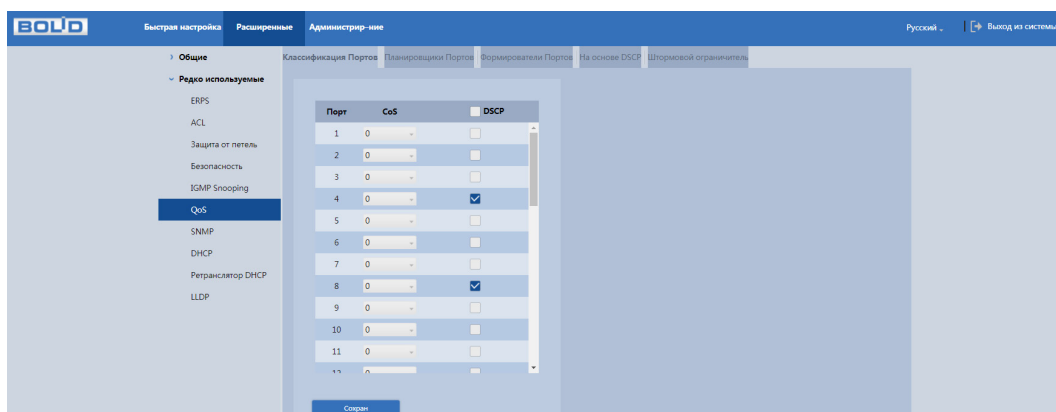 BOLID Быстрая настройка Расширенные Администрир-ние Русский Выход из системы
Общие
Редко используемые
ERPS
ACL
Защита от петель
Безопасность
IGMP Snooping
QoS
SNMP
DHCP
Ретранслятор DHCP
LLDP
Классификация Портов Планировщики Портов Формирователи Портов На основе DSCP Штормовой ограничитель
Порт CoS DSCP
1 0
2 0
3 0
4 0
5 0
6 0
7 0
8 0
9 0
10 0
11 0
12 0
Сохран